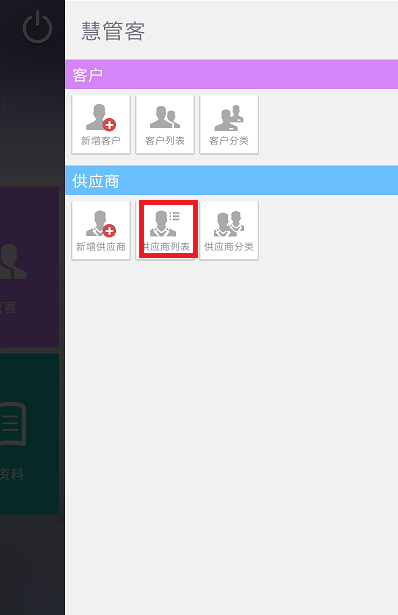 慧管客
客户
新增客户
客户列表
客户分类
供应商
新增供应商
供应商列表
供应商分类
管客
资料